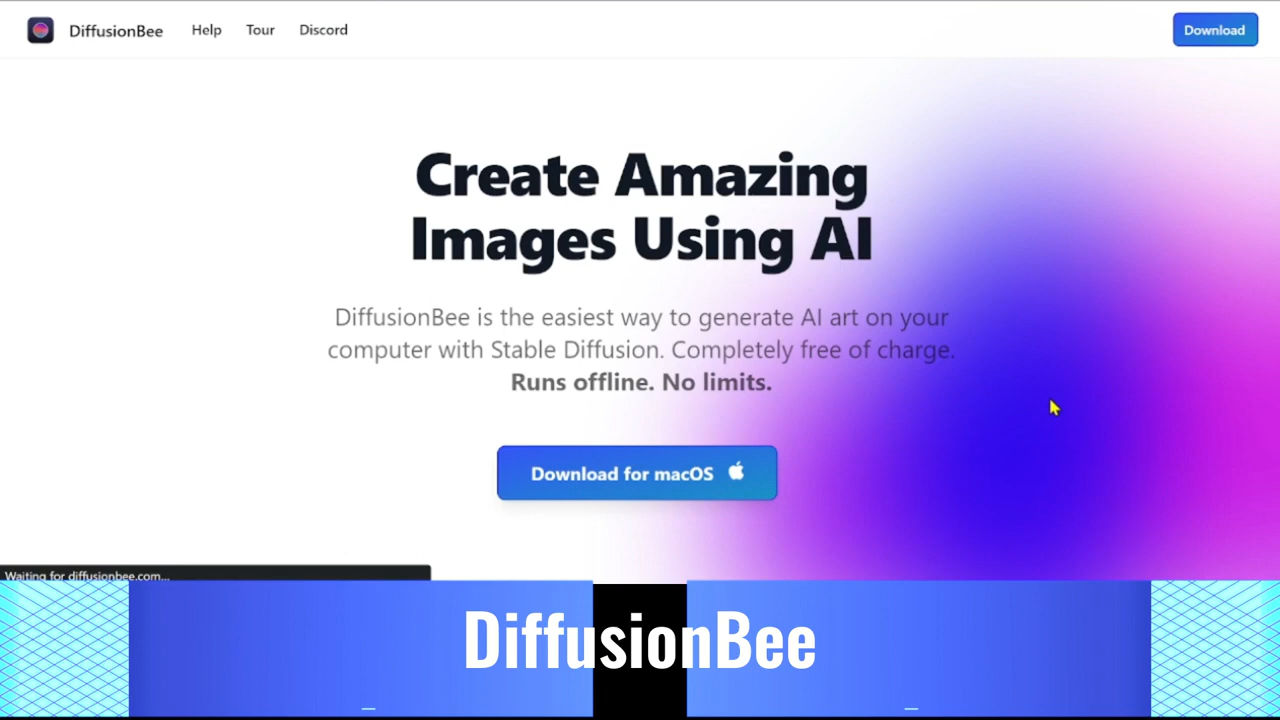 DiffusionBee
Help
Tour
Discord
Download
Create Amazing
Images Using AI
DiffusionBee is the easiest way to generate AI art on your
computer with Stable Diffusion. Completely free of charge.
Runs offline. No limits.
Download for macOS
Waiting for diffusionbee.com...
DiffusionBee